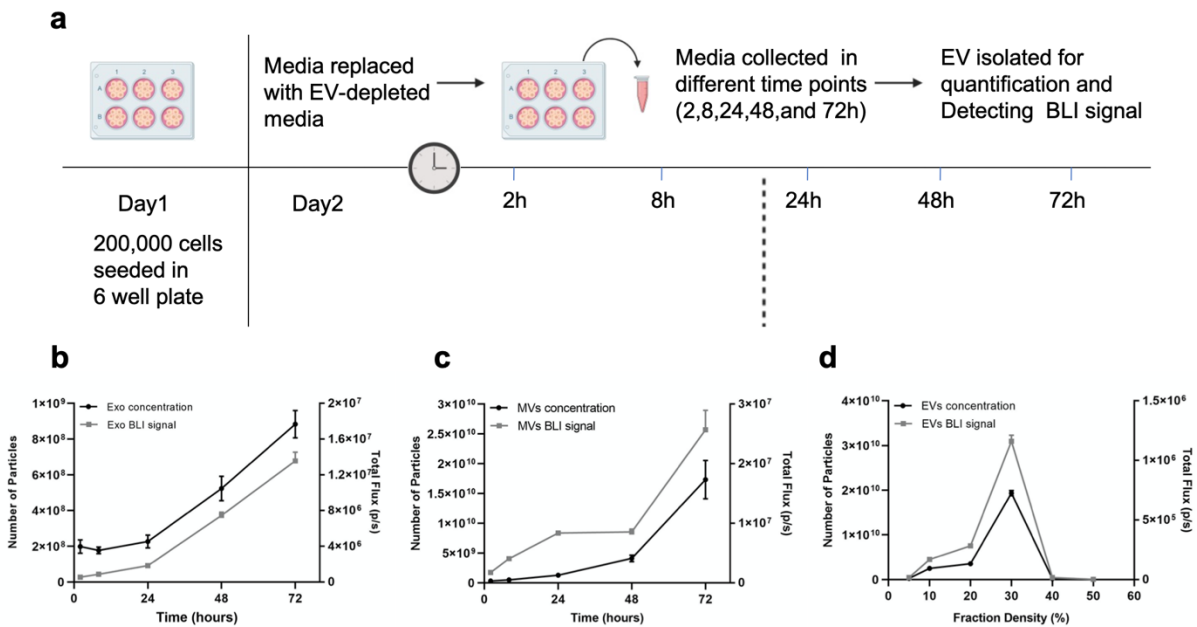 a
1 2 3
A
B
Media replaced
with EV-depleted
media
1 2 3
A
B
Media collected in
different time points
(2,8,24,48,and 72h)
EV isolated for
quantification and
Detecting BLI signal
Day1
Day2
2h
8h
24h
48h
72h
200,000 cells
seeded in
6 well plate
b
Exo concentration
Exo BLI signal
Number of Particles
1×10⁹
8×10⁸
6×10⁸
4×10⁸
2×10⁸
0
2×10⁷
1.6×10⁷
1.2×10⁷
8×10⁶
4×10⁶
0
Total Flux (p/s)
0 24 48 72
Time (hours)
c
MVs concentration
MVs BLI signal
Number of Particles
3×10¹⁰
2.5×10¹⁰
2×10¹⁰
1.5×10¹⁰
1×10¹⁰
5×10⁹
0
3×10⁷
2×10⁷
1×10⁷
0
Total Flux (p/s)
0 24 48 72
Time (hours)
d
EVs concentration
EVs BLI signal
Number of Particles
4×10¹⁰
3×10¹⁰
2×10¹⁰
1×10¹⁰
0
1.5×10⁶
1×10⁶
5×10⁵
0
Total Flux (p/s)
0 10 20 30 40 50 60
Fraction Density (%)